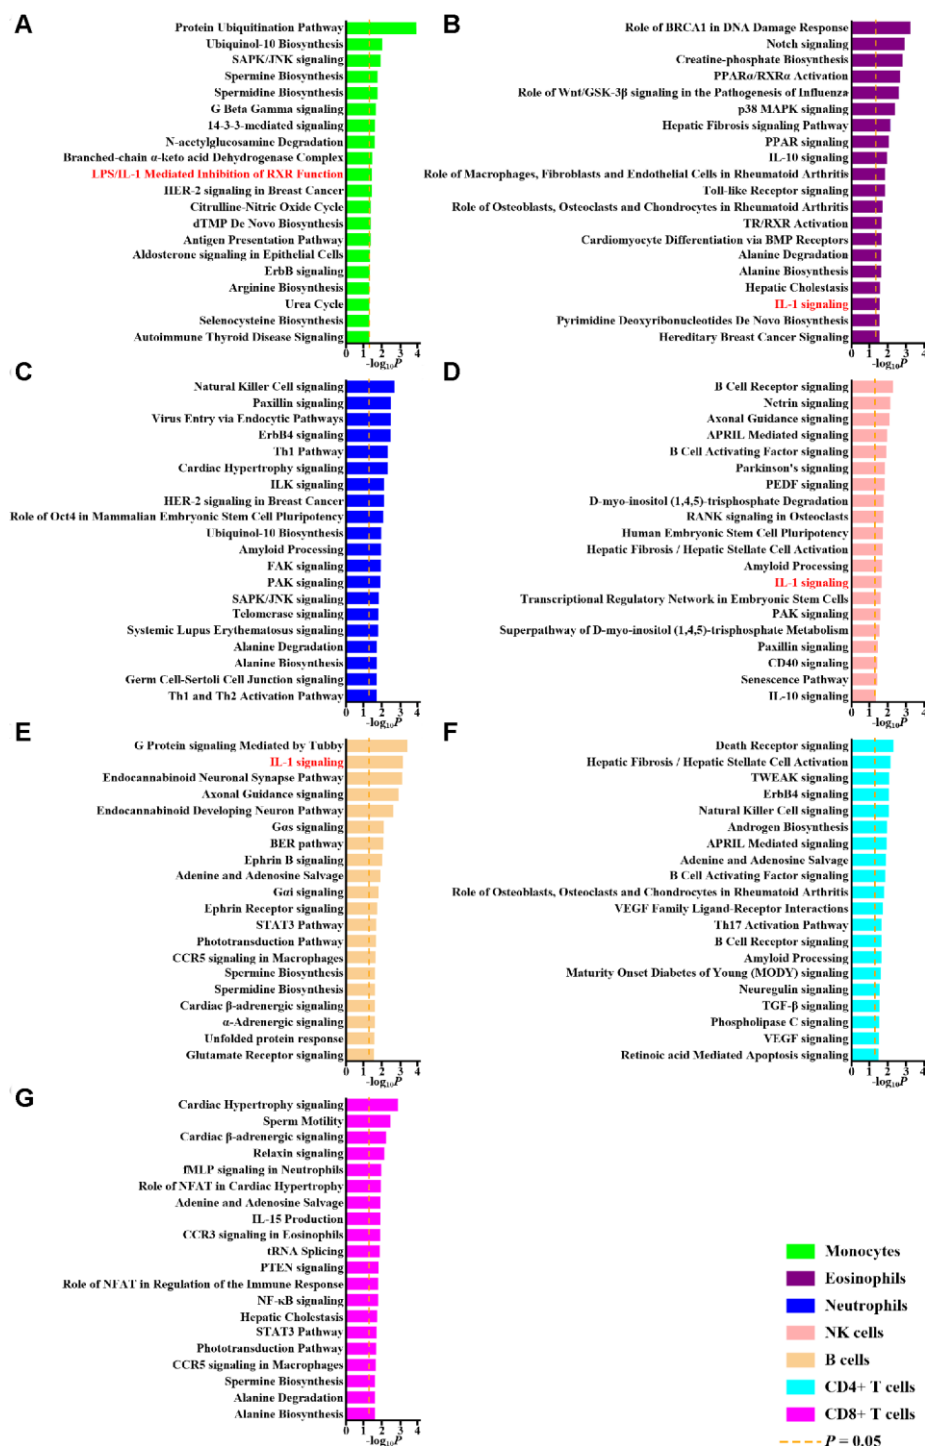 A
Protein Ubiquitination Pathway
Ubiquinol-10 Biosynthesis
SAPK/JNK signaling
Spermine Biosynthesis
Spermidine Biosynthesis
G Beta Gamma signaling
14-3-3-mediated signaling
N-acetylglucosamine Degradation
Branched-chain α-keto acid Dehydrogenase Complex
LPS/IL-1 Mediated Inhibition of RXR Function
HER-2 signaling in Breast Cancer
Citrulline-Nitric Oxide Cycle
dTMP De Novo Biosynthesis
Antigen Presentation Pathway
Aldosterone signaling in Epithelial Cells
ErbB signaling
Arginine Biosynthesis
Urea Cycle
Selenocysteine Biosynthesis
Autoimmune Thyroid Disease Signaling
0 1 2 3 4
-log10P
B
Role of BRCA1 in DNA Damage Response
Notch signaling
Creatine-phosphate Biosynthesis
PPARα/RXRα Activation
Role of Wnt/GSK-3β signaling in the Pathogenesis of Influenza
p38 MAPK signaling
Hepatic Fibrosis signaling Pathway
PPAR signaling
IL-10 signaling
Role of Macrophages, Fibroblasts and Endothelial Cells in Rheumatoid Arthritis
Toll-like Receptor signaling
Role of Osteoblasts, Osteoclasts and Chondrocytes in Rheumatoid Arthritis
TR/RXR Activation
Cardiomyocyte Differentiation via BMP Receptors
Alanine Degradation
Alanine Biosynthesis
Hepatic Cholestasis
IL-1 signaling
Pyrimidine Deoxyribonucleotides De Novo Biosynthesis
Hereditary Breast Cancer Signaling
0 1 2 3 4
-log10P
C
Natural Killer Cell signaling
Paxillin signaling
Virus Entry via Endocytic Pathways
ErbB4 signaling
Th1 Pathway
Cardiac Hypertrophy signaling
ILK signaling
HER-2 signaling in Breast Cancer
Role of Oct4 in Mammalian Embryonic Stem Cell Pluripotency
Ubiquinol-10 Biosynthesis
Amyloid Processing
FAK signaling
PAK signaling
SAPK/JNK signaling
Telomerase signaling
Systemic Lupus Erythematosus signaling
Alanine Degradation
Alanine Biosynthesis
Germ Cell-Sertoli Cell Junction signaling
Th1 and Th2 Activation Pathway
0 1 2 3 4
-log10P
D
B Cell Receptor signaling
Netrin signaling
Axonal Guidance signaling
APRIL Mediated signaling
B Cell Activating Factor signaling
Parkinson's signaling
PEDF signaling
D-myo-inositol (1,4,5)-trisphosphate Degradation
RANK signaling in Osteoclasts
Human Embryonic Stem Cell Pluripotency
Hepatic Fibrosis / Hepatic Stellate Cell Activation
Amyloid Processing
IL-1 signaling
Transcriptional Regulatory Network in Embryonic Stem Cells
PAK signaling
Superpathway of D-myo-inositol (1,4,5)-trisphosphate Metabolism
Paxillin signaling
CD40 signaling
Senescence Pathway
IL-10 signaling
0 1 2 3 4
-log10P
E
G Protein signaling Mediated by Tubby
IL-1 signaling
Endocannabinoid Neuronal Synapse Pathway
Axonal Guidance signaling
Endocannabinoid Developing Neuron Pathway
Gαs signaling
BER pathway
Ephrin B signaling
Adenine and Adenosine Salvage
Gαi signaling
Ephrin Receptor signaling
STAT3 Pathway
Phototransduction Pathway
CCR5 signaling in Macrophages
Spermine Biosynthesis
Spermidine Biosynthesis
Cardiac β-adrenergic signaling
α-Adrenergic signaling
Unfolded protein response
Glutamate Receptor signaling
0 1 2 3 4
-log10P
F
Death Receptor signaling
Hepatic Fibrosis / Hepatic Stellate Cell Activation
TWEAK signaling
ErbB4 signaling
Natural Killer Cell signaling
Androgen Biosynthesis
APRIL Mediated signaling
Adenine and Adenosine Salvage
B Cell Activating Factor signaling
Role of Osteoblasts, Osteoclasts and Chondrocytes in Rheumatoid Arthritis
VEGF Family Ligand-Receptor Interactions
Th17 Activation Pathway
B Cell Receptor signaling
Amyloid Processing
Maturity Onset Diabetes of Young (MODY) signaling
Neuregulin signaling
TGF-β signaling
Phospholipase C signaling
VEGF signaling
Retinoic acid Mediated Apoptosis signaling
0 1 2 3 4
-log10P
G
Cardiac Hypertrophy signaling
Sperm Motility
Cardiac β-adrenergic signaling
Relaxin signaling
fMLP signaling in Neutrophils
Role of NFAT in Cardiac Hypertrophy
Adenine and Adenosine Salvage
IL-15 Production
CCR3 signaling in Eosinophils
tRNA Splicing
PTEN signaling
Role of NFAT in Regulation of the Immune Response
NF-κB signaling
Hepatic Cholestasis
STAT3 Pathway
Phototransduction Pathway
CCR5 signaling in Macrophages
Spermine Biosynthesis
Alanine Degradation
Alanine Biosynthesis
0 1 2 3 4
-log10P
Monocytes
Eosinophils
Neutrophils
NK cells
B cells
CD4+ T cells
CD8+ T cells
P = 0.05